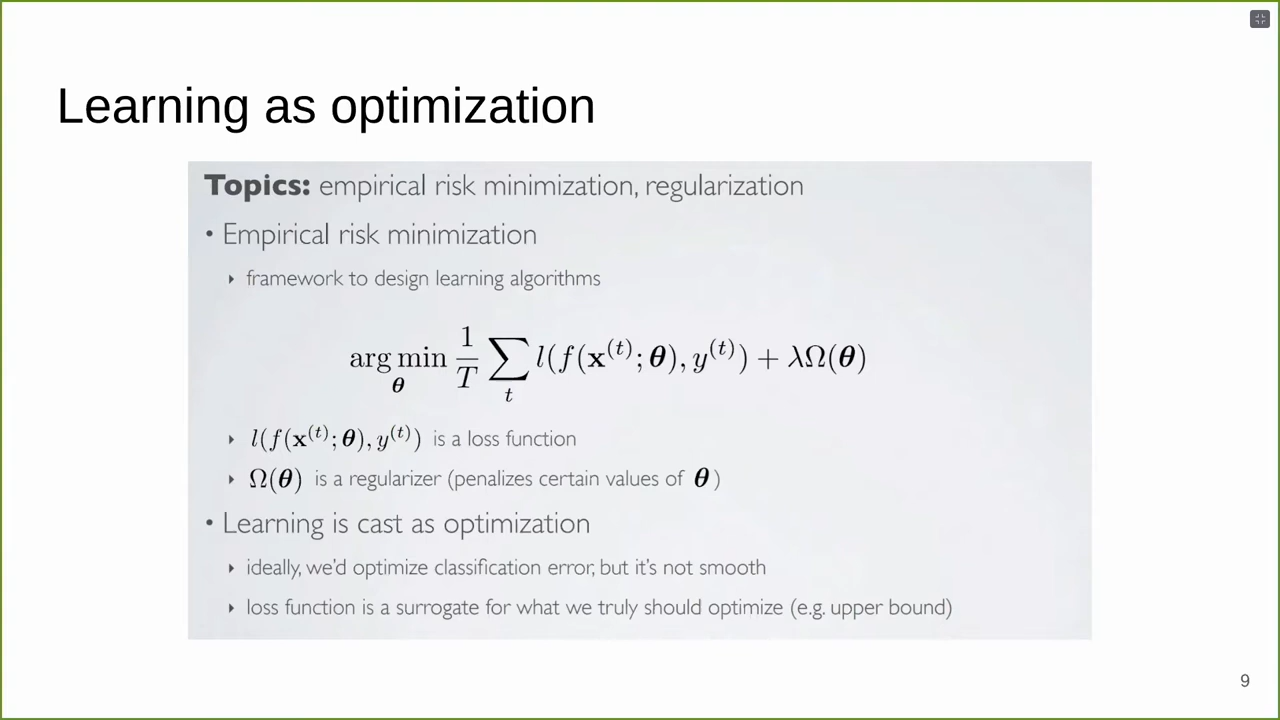 Learning as optimization
Topics: empirical risk minimization, regularization
• Empirical risk minimization
‣ framework to design learning algorithms
arg min_θ 1/T ∑_t l(f(x^(t); θ), y^(t)) + λΩ(θ)
‣ l(f(x^(t); θ), y^(t)) is a loss function
‣ Ω(θ) is a regularizer (penalizes certain values of θ)
• Learning is cast as optimization
‣ ideally, we'd optimize classification error, but it's not smooth
‣ loss function is a surrogate for what we truly should optimize (e.g. upper bound)
9